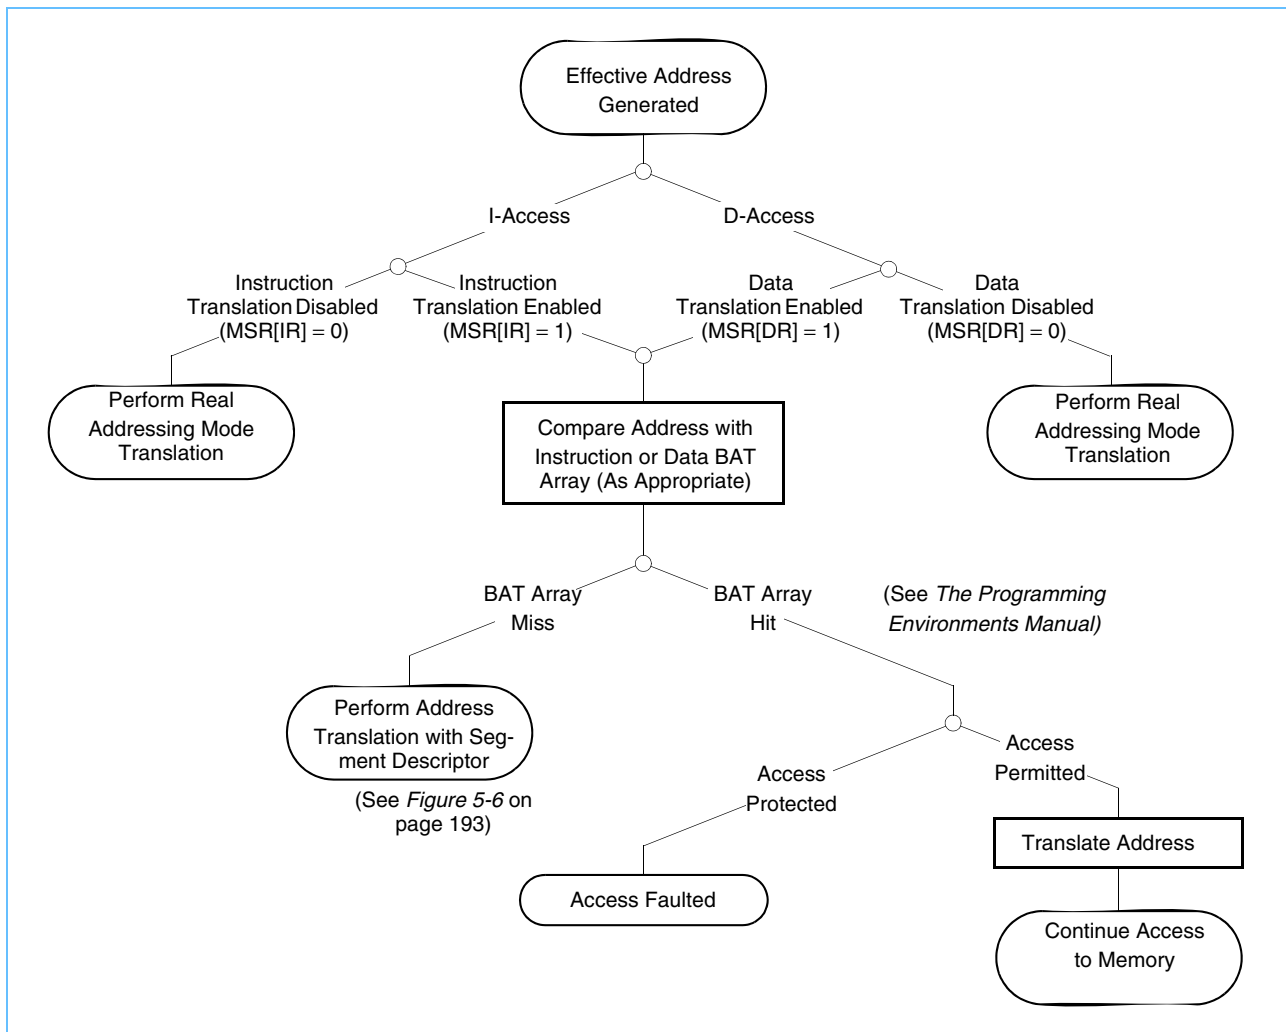 Effective Address
Generated
I-Access
D-Access
Instruction
Translation Disabled
(MSR[IR] = 0)
Instruction
Translation Enabled
(MSR[IR] = 1)
Data
Translation Enabled
(MSR[DR] = 1)
Data
Translation Disabled
(MSR[DR] = 0)
Perform Real
Addressing Mode
Translation
Compare Address with
Instruction or Data BAT
Array (As Appropriate)
Perform Real
Addressing Mode
Translation
BAT Array
Miss
BAT Array
Hit
(See The Programming
Environments Manual)
Perform Address
Translation with Seg-
ment Descriptor
(See Figure 5-6 on
page 193)
Access
Protected
Access
Permitted
Translate Address
Access Faulted
Continue Access
to Memory